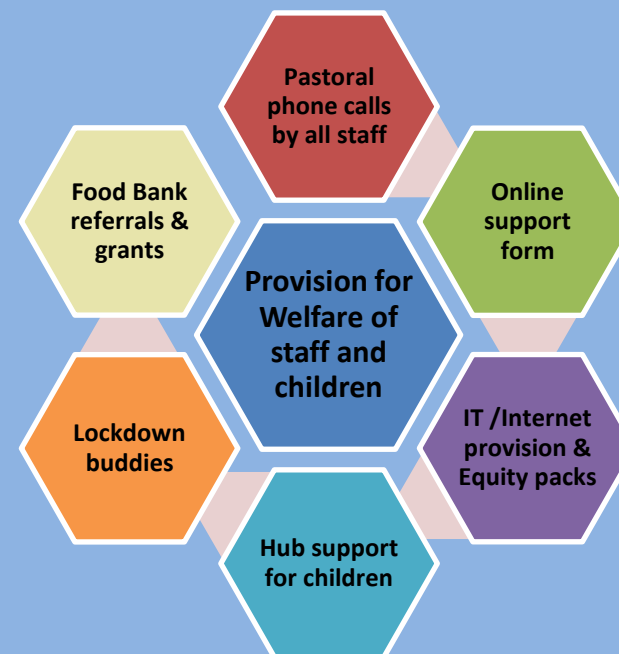 Pastoral
phone calls
by all staff
Food Bank
referrals &
grants
Online
support
form
Provision for
Welfare of
staff and
children
Lockdown
buddies
IT /Internet
provision &
Equity packs
Hub support
for children